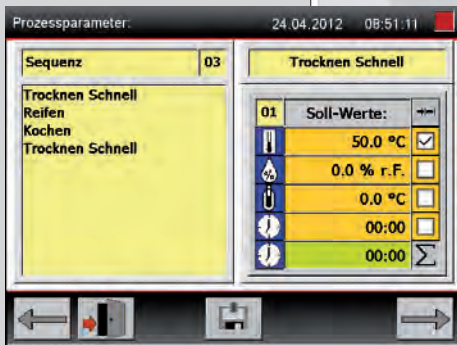 Prozessparameter: 24.04.2012 08:51:11
Sequenz 03
Trocknen Schnell
Reifen
Kochen
Trocknen Schnell
Trocknen Schnell
01 Soll-Werte:
50.0 °C
% 0.0 % r.F.
0.0 °C
00:00
00:00 Σ